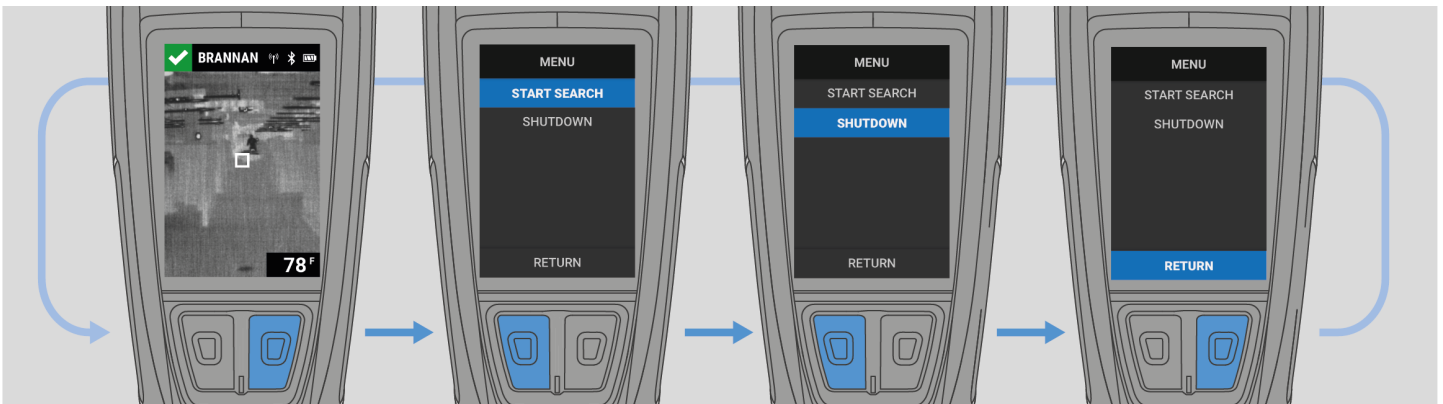 BRANNAN
78 F
MENU
START SEARCH
SHUTDOWN
RETURN
MENU
START SEARCH
SHUTDOWN
RETURN
MENU
START SEARCH
SHUTDOWN
RETURN